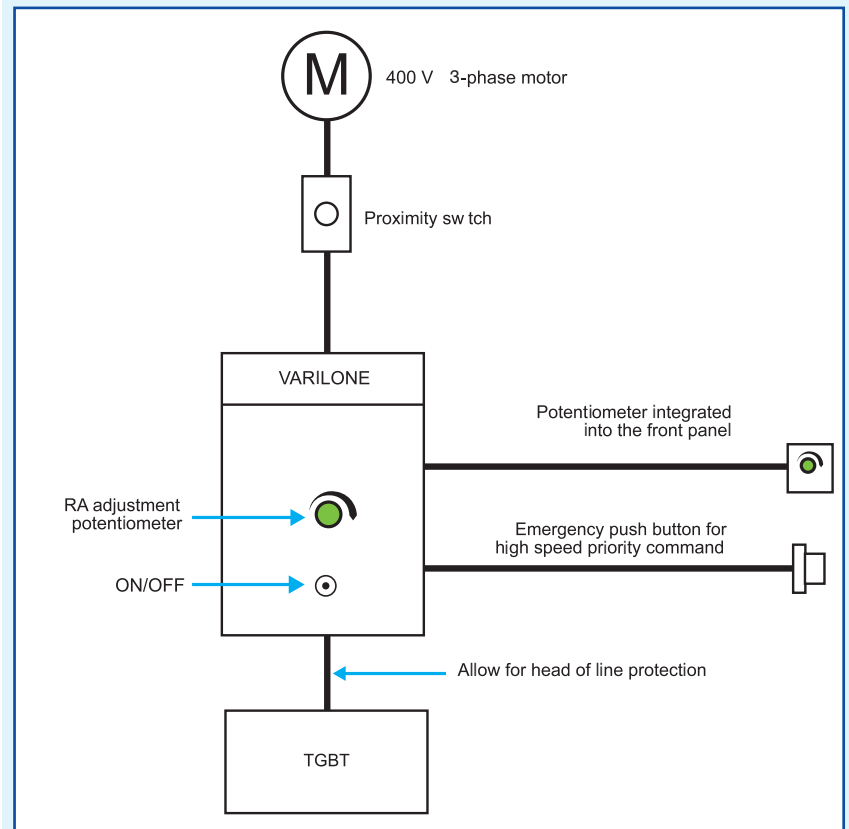 M
400 V 3-phase motor
Proximity sw tch
VARILONE
Potentiometer integrated
into the front panel
RA adjustment
potentiometer
Emergency push button for
high speed priority command
ON/OFF
Allow for head of line protection
TGBT